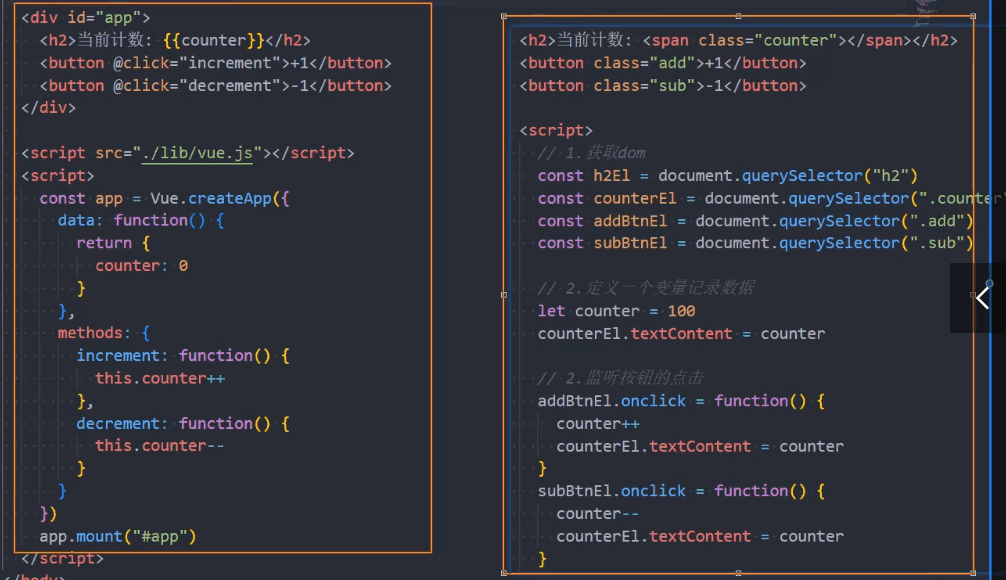 <div id="app">
<h2>当前计数: {{counter}}</h2>
<button @click="increment">+1</button>
<button @click="decrement">-1</button>
</div>
<script src="./lib/vue.js"></script>
<script>
const app = Vue.createApp({
data: function() {
return {
counter: 0
}
},
methods: {
increment: function() {
this.counter++
},
decrement: function() {
this.counter--
}
}
})
app.mount("#app")
</script>
</body>
<h2>当前计数: <span class="counter"></span></h2>
<button class="add">+1</button>
<button class="sub">-1</button>
<script>
// 1.获取dom
const h2El = document.querySelector("h2")
const counterEl = document.querySelector(".counter"
const addBtnEl = document.querySelector(".add")
const subBtnEl = document.querySelector(".sub")
// 2.定义一个变量记录数据
let counter = 100
counterEl.textContent = counter
// 2.监听按钮的点击
addBtnEl.onclick = function() {
counter++
counterEl.textContent = counter
}
subBtnEl.onclick = function() {
counter--
counterEl.textContent = counter
}